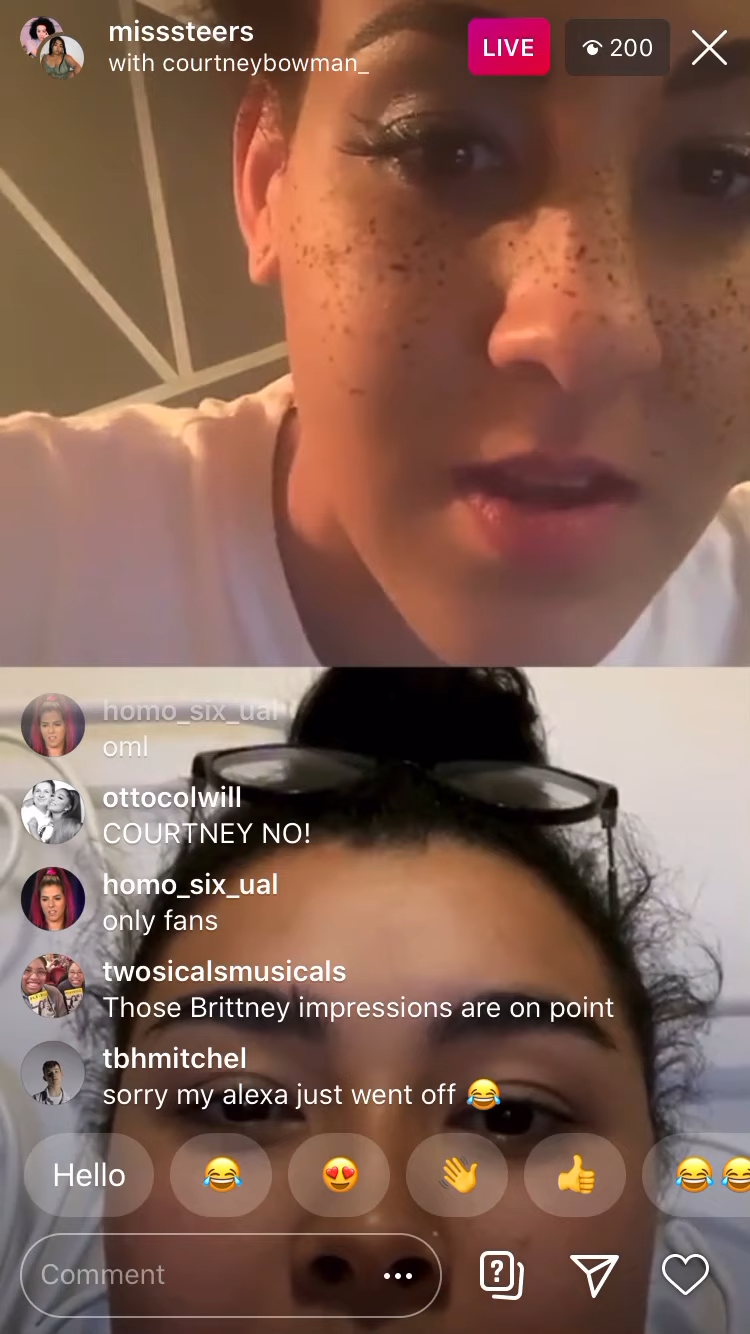 misssteers
with courtneybowman_
LIVE
200
homo_six_ual
oml
ottocolwill
COURTNEY NO!
homo_six_ual
only fans
twosicalsmusicals
Those Brittney impressions are on point
tbhmitchel
sorry my alexa just went off 😂
Hello 😂 😍 👋 👍 😂😂
Comment